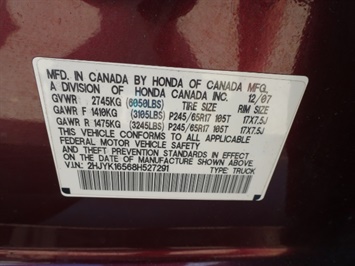 MFD. IN CANADA BY HONDA OF CANADA MFG.
A DIVISION OF HONDA CANADA INC. 12/07
GVWR 2745KG (6050LBS) TIRE SIZE RIM SIZE
GAWR F 1410KG (3105LBS) P245/65R17 105T 17X7.5J
GAWR R 1475KG (3245LBS) P245/65R17 105T 17X7.5J
THIS VEHICLE CONFORMS TO ALL APPLICABLE
FEDERAL MOTOR VEHICLE SAFETY STANDARDS
IN EFFECT ON THE DATE OF MANUFACTURE SHOWN ABOVE.
V.I.N: 2HJYK16568H527291 TYPE: TRUCK